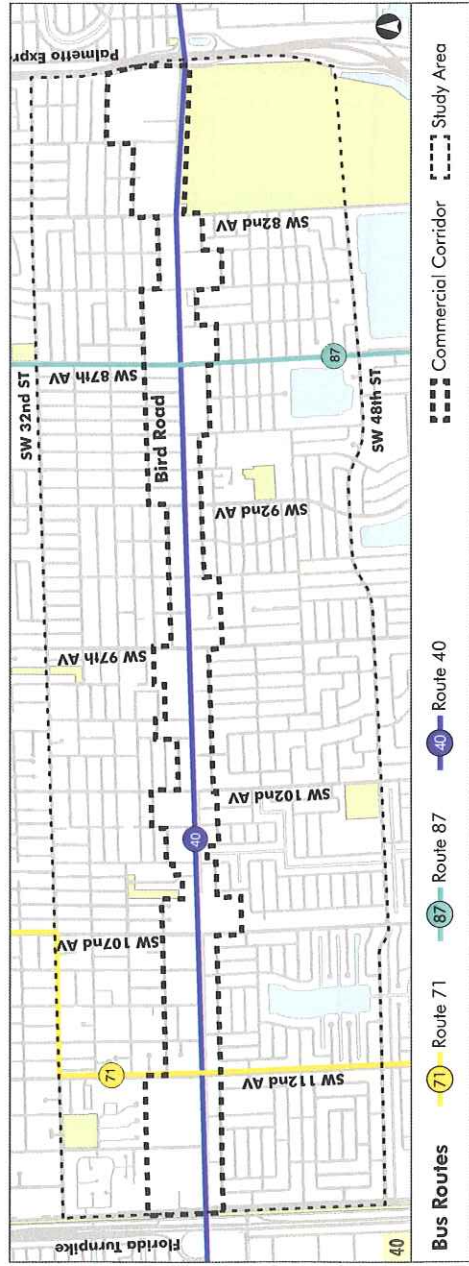 Palmetto Expr
SW 32nd ST
SW 82nd AV
SW 87th AV
87
Bird Road
SW 48th ST
SW 92nd AV
SW 97th AV
SW 102nd AV
40
SW 107nd AV
71
SW 112nd AV
Florida Turnpike
40
Bus Routes
71 Route 71
87 Route 87
40 Route 40
Commercial Corridor
Study Area